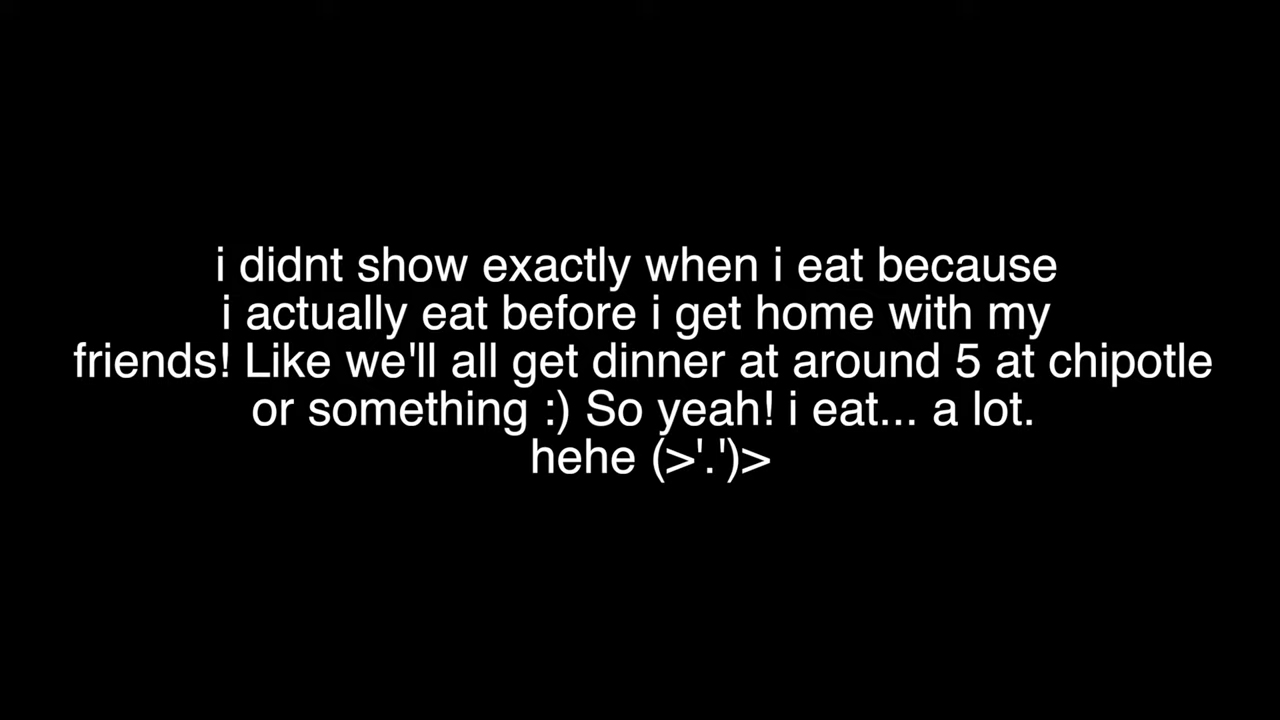 i didnt show exactly when i eat because
i actually eat before i get home with my
friends! Like we'll all get dinner at around 5 at chipotle
or something :) So yeah! i eat... a lot.
hehe (>'.')>